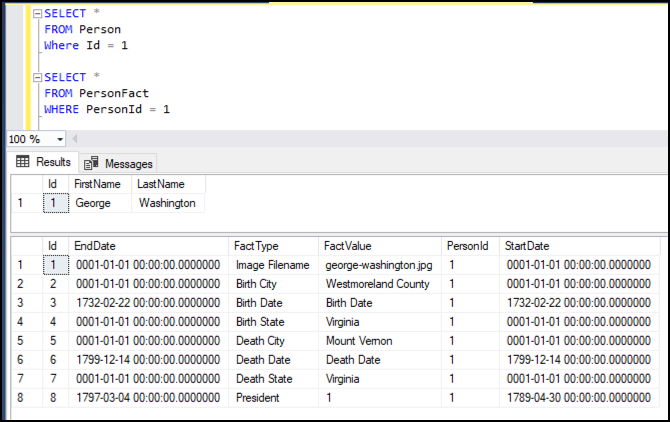 SELECT *
FROM Person
Where Id = 1
SELECT *
FROM PersonFact
WHERE PersonId = 1
100 %
Results Messages
Id FirstName LastName
1 1 George Washington
Id EndDate FactType FactValue PersonId StartDate
1 1 0001-01-01 00:00:00.0000000 Image Filename george-washington.jpg 1 0001-01-01 00:00:00.0000000
2 2 0001-01-01 00:00:00.0000000 Birth City Westmoreland County 1 0001-01-01 00:00:00.0000000
3 3 1732-02-22 00:00:00.0000000 Birth Date Birth Date 1 1732-02-22 00:00:00.0000000
4 4 0001-01-01 00:00:00.0000000 Birth State Virginia 1 0001-01-01 00:00:00.0000000
5 5 0001-01-01 00:00:00.0000000 Death City Mount Vernon 1 0001-01-01 00:00:00.0000000
6 6 1799-12-14 00:00:00.0000000 Death Date Death Date 1 1799-12-14 00:00:00.0000000
7 7 0001-01-01 00:00:00.0000000 Death State Virginia 1 0001-01-01 00:00:00.0000000
8 8 1797-03-04 00:00:00.0000000 President 1 1 1789-04-30 00:00:00.0000000